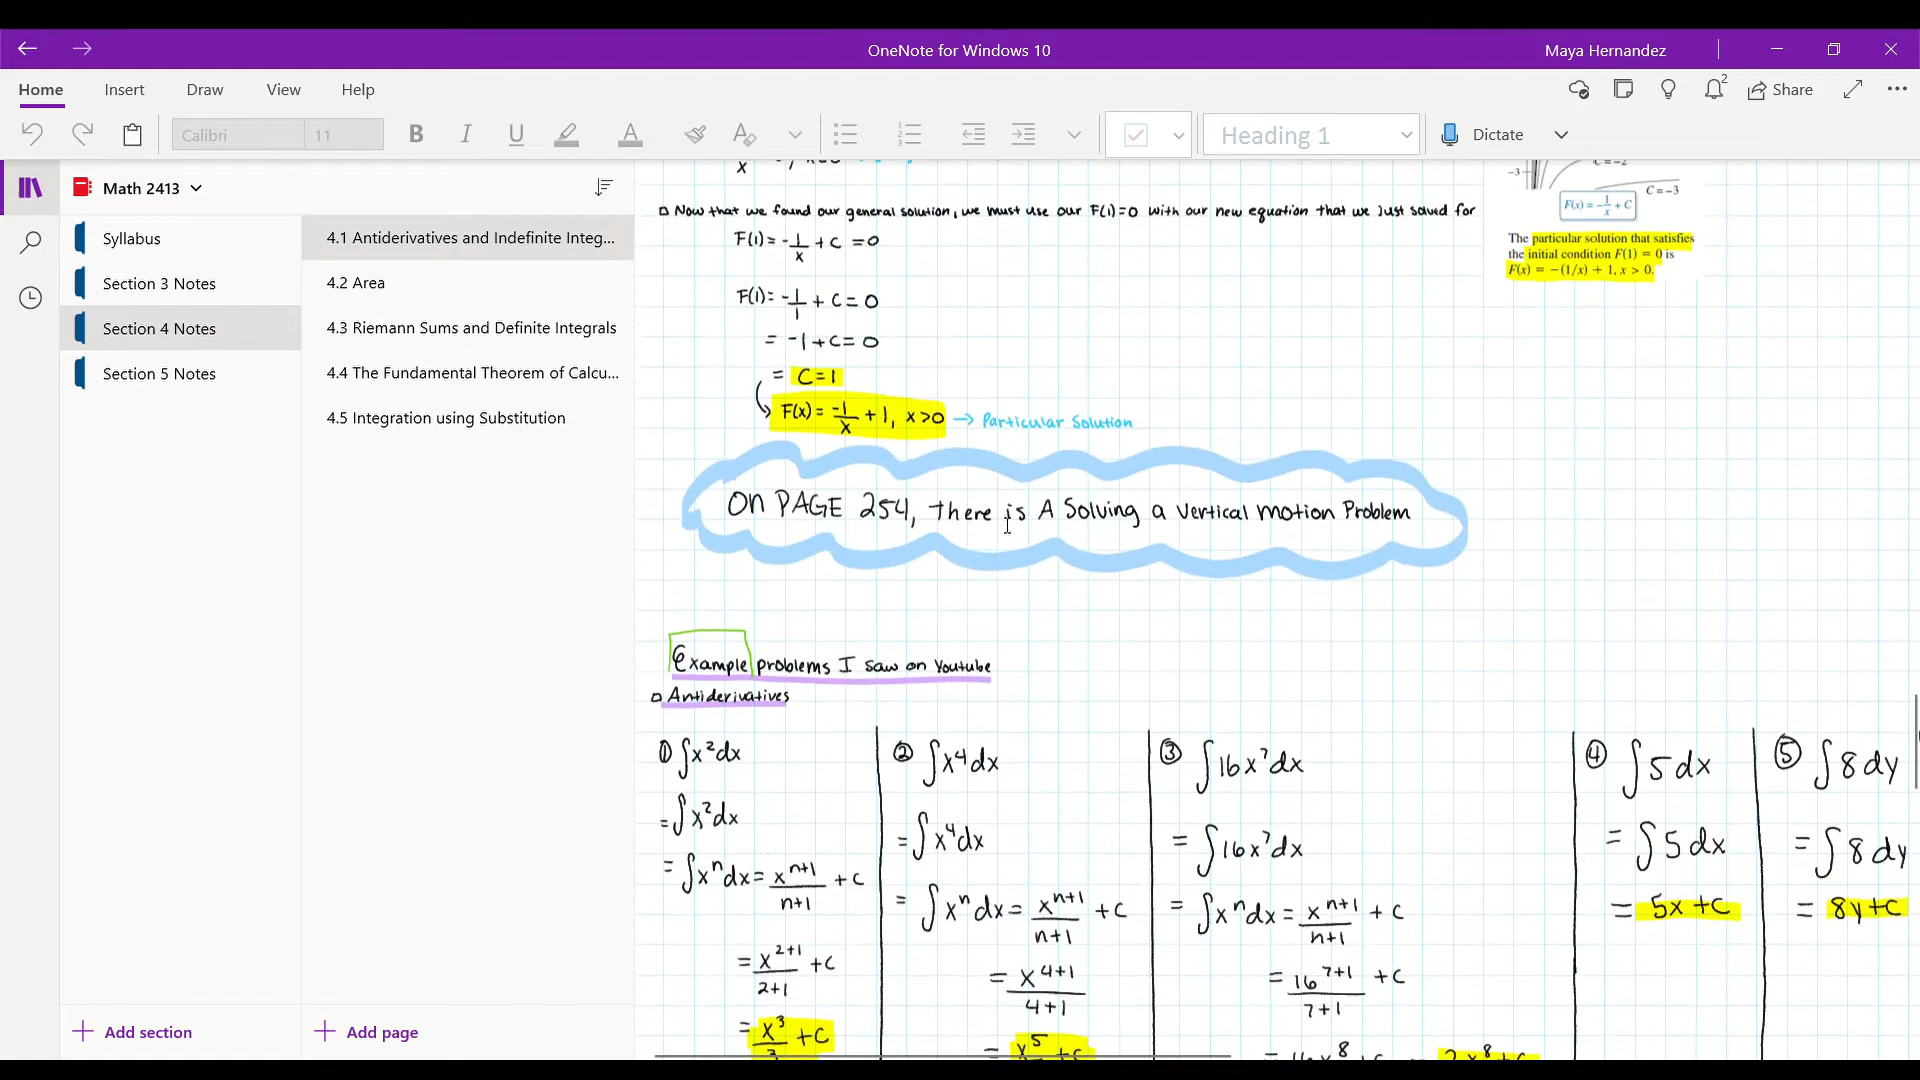 OneNote for Windows 10
Maya Hernandez
Home
Insert
Draw
View
Help
2
Share
Calibri
11
B
I
U
A
Heading 1
Dictate
Math 2413
Syllabus
Section 3 Notes
Section 4 Notes
Section 5 Notes
Add section
4.1 Antiderivatives and Indefinite Integ...
4.2 Area
4.3 Riemann Sums and Definite Integrals
4.4 The Fundamental Theorem of Calcu...
4.5 Integration using Substitution
Add page
x
Now that we found our general solution, we must use our F(1)=0 with our new equation that we just solved for
F(1)= -1/x + C = 0
F(1)= -1/1 + C = 0
= -1 + C = 0
= C=1
F(x) = -1/x + 1, x>0 → Particular Solution
-3
C = -2
C = -3
F(x) = -1/x + C
The particular solution that satisfies
the initial condition F(1) = 0 is
F(x) = −(1/x) + 1, x > 0.
ON PAGE 254, There is A Solving a Vertical motion Problem
Example problems I saw on Youtube
Antiderivatives
① ∫x²dx
= ∫x²dx
= ∫xⁿdx = xⁿ⁺¹/n+1 + C
= x²⁺¹/2+1 + C
= x³/3 + C
② ∫x⁴dx
= ∫x⁴dx
= ∫xⁿdx = xⁿ⁺¹/n+1 + C
= x⁴⁺¹/4+1
= x⁵ + C
③ ∫16x⁷dx
= ∫16x⁷dx
= ∫xⁿdx = xⁿ⁺¹/n+1 + C
= 16⁷⁺¹/7+1 + C
= 16x⁸ + C = 2x⁸ + C
④ ∫5dx
= ∫5dx
= 5x+C
⑤ ∫8dy
= ∫8dy
= 8y+C